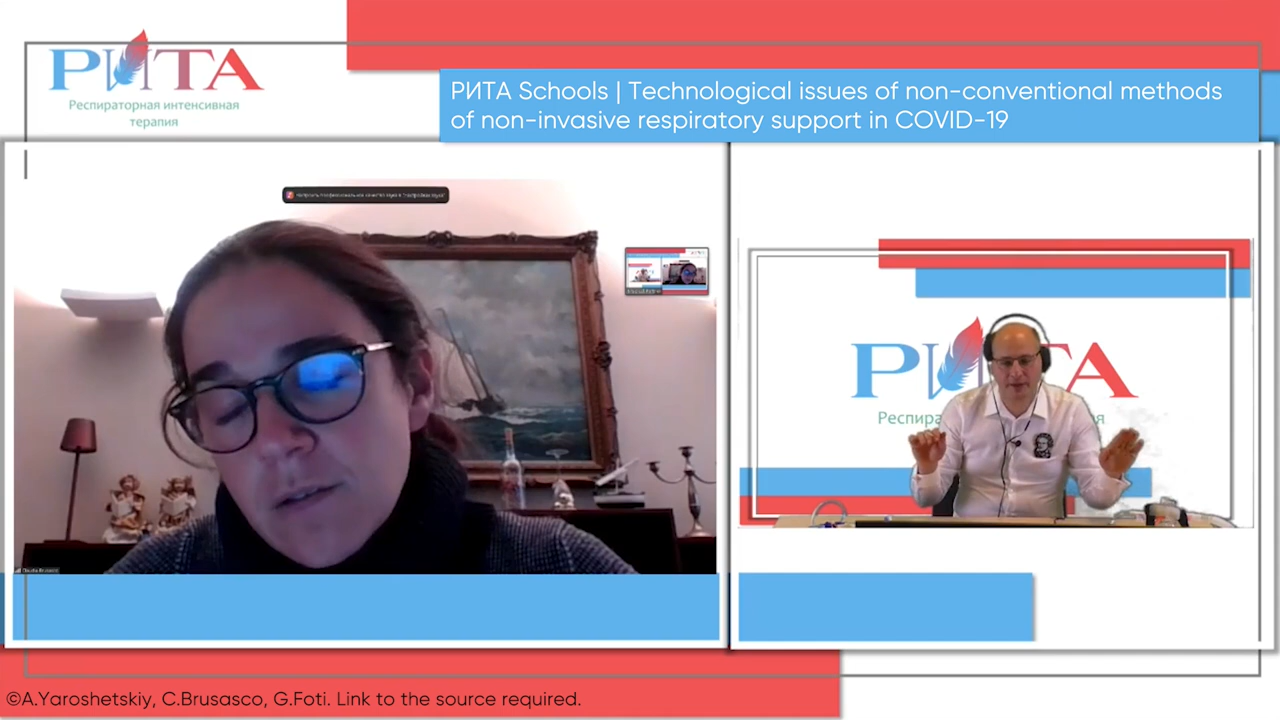 РИТА
Респираторная интенсивная
терапия
РИТА Schools | Technological issues of non-conventional methods
of non-invasive respiratory support in COVID-19
РИТА
©A.Yaroshetskiy, C.Brusasco, G.Foti. Link to the source required.